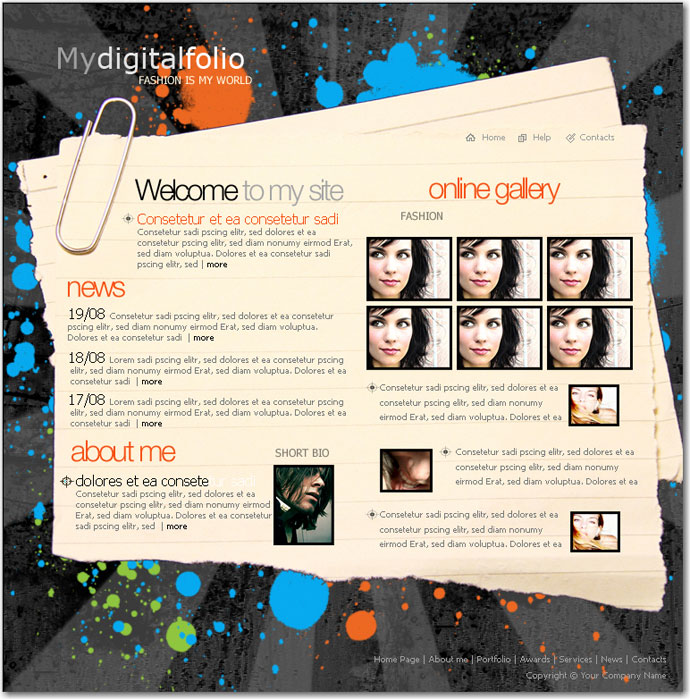 Mydigitalfolio
FASHION IS MY WORLD
Home Help Contacts
Welcome to my site
Consetetur et ea consetetur sadi
Consetetur sadi pscing elitr, sed dolores et ea
consetetur pscing elitr, sed diam nonumy eirmod Erat,
sed diam voluptua. Dolores et ea consetetur sadi
pscing elitr, sed | more
news
19/08 Consetetur sadi pscing elitr, sed dolores et ea consetetur
pscing elitr, sed diam nonumy eirmod Erat, sed diam voluptua.
Dolores et ea consetetur sadi | more
18/08 Lorem sadi pscing elitr, sed dolores et ea consetetur
pscing elitr, sed diam nonumy eirmod Erat, sed diam voluptua. Dolores et ea
consetetur sadi | more
17/08 Lorem sadi pscing elitr, sed dolores et ea consetetur
pscing elitr, sed diam nonumy eirmod Erat, sed diam voluptua. Dolores et ea
consetetur sadi | more
about me
dolores et ea consete tur sadi
Consetetur sadi pscing elitr, sed dolores et ea
consetetur pscing elitr, sed diam nonumy eirmod
Erat, sed diam voluptua. Dolores et ea consetetur
sadi pscing elitr, sed | more
SHORT BIO
online gallery
FASHION
Consetetur sadi pscing elitr, sed dolores et ea
consetetur pscing elitr, sed diam nonumy
eirmod Erat, sed diam voluptua. Dolores et ea
Consetetur sadi pscing elitr, sed dolores et ea
consetetur pscing elitr, sed diam nonumy
eirmod Erat, sed diam voluptua. Dolores et ea
Consetetur sadi pscing elitr, sed dolores et ea
consetetur pscing elitr, sed diam nonumy
eirmod Erat, sed diam voluptua. Dolores et ea
Home Page | About me | Portfolio | Awards | Services | News | Contacts
Copyright © Your Company Name